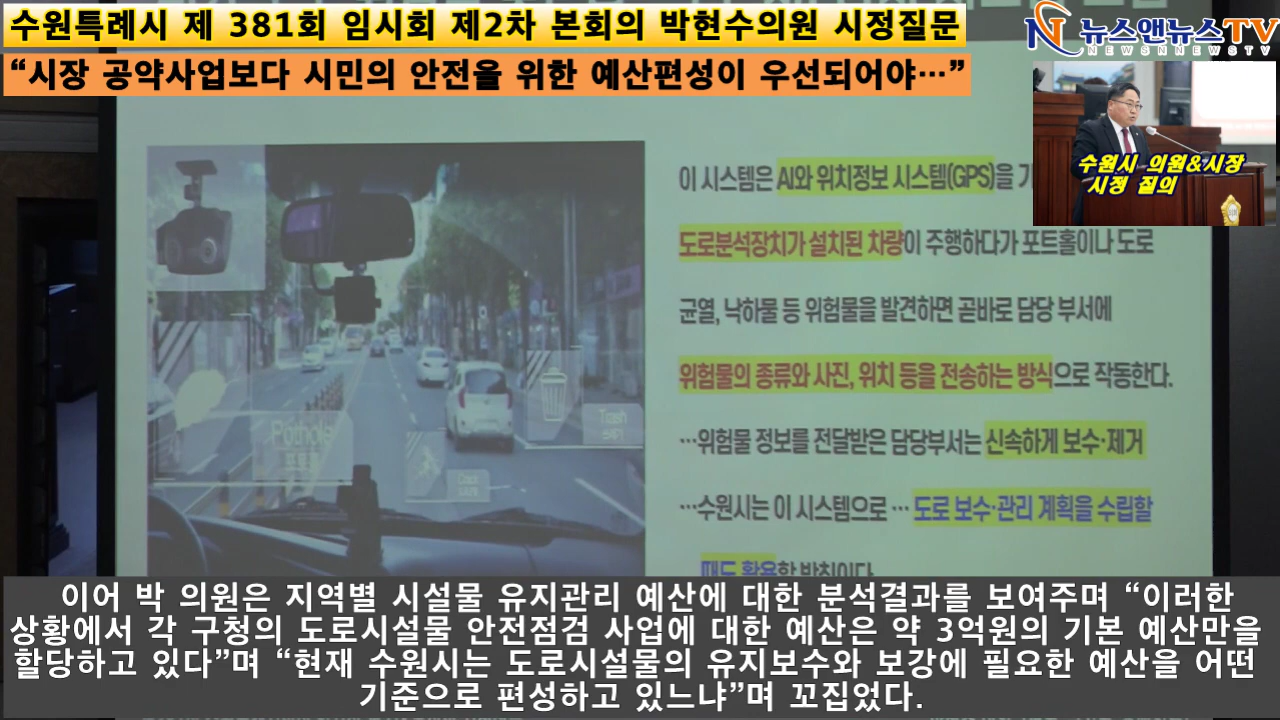 수원특례시 제 381회 임시회 제2차 본회의 박현수의원 시정질문
“시장 공약사업보다 시민의 안전을 위한 예산편성이 우선되어야…”
뉴스앤뉴스TV
NEWSNNEWSTV
수원시 의원&시장
시정 질의
이 시스템은 AI와 위치정보 시스템(GPS)을
도로분석장치가 설치된 차량이 주행하다가 포트홀이나 도로
균열, 낙하물 등 위험물을 발견하면 곧바로 담당 부서에
위험물의 종류와 사진, 위치 등을 전송하는 방식으로 작동한다.
…위험물 정보를 전달받은 담당부서는 신속하게 보수·제거
…수원시는 이 시스템으로 … 도로 보수·관리 계획을 수립할
때도 활용할 방침이다.
Pothole
포트홀
Trash
이어 박 의원은 지역별 시설물 유지관리 예산에 대한 분석결과를 보여주며 “이러한
상황에서 각 구청의 도로시설물 안전점검 사업에 대한 예산은 약 3억원의 기본 예산만을
할당하고 있다”며 “현재 수원시는 도로시설물의 유지보수와 보강에 필요한 예산을 어떤
기준으로 편성하고 있느냐”며 꼬집었다.